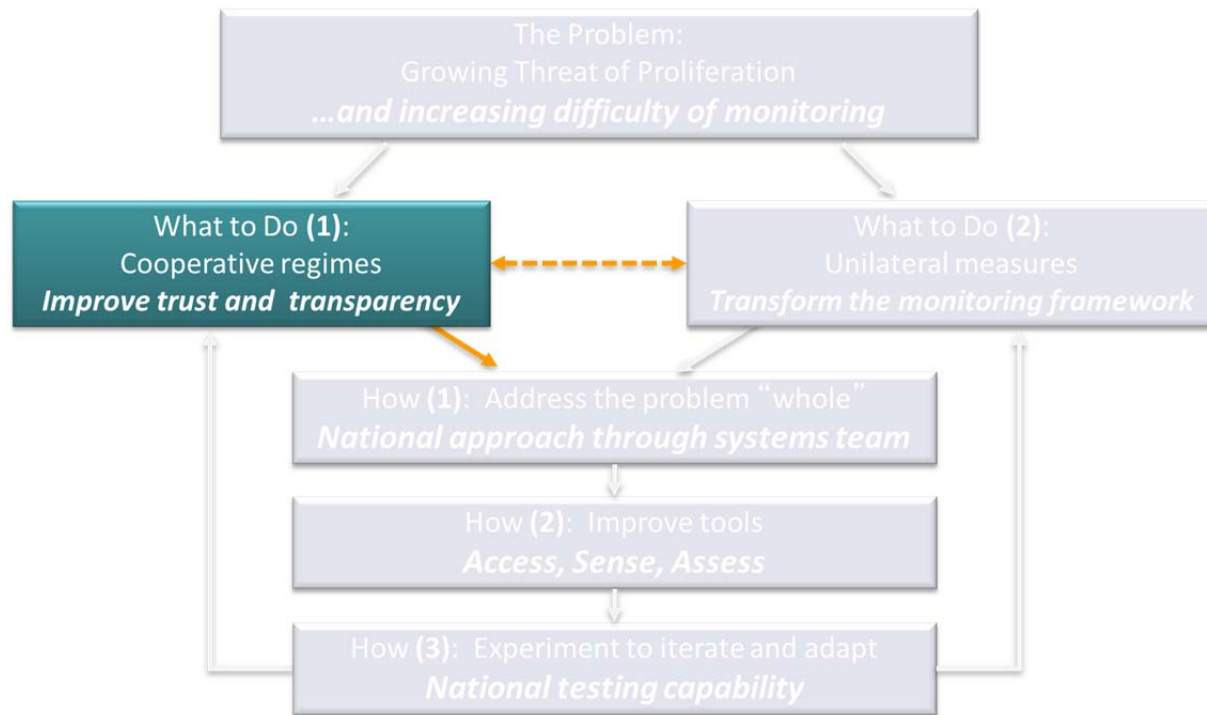 The Problem:
Growing Threat of Proliferation
...and increasing difficulty of monitoring
What to Do (1):
Cooperative regimes
Improve trust and transparency
What to Do (2):
Unilateral measures
Transform the monitoring framework
How (1): Address the problem “whole”
National approach through systems team
How (2): Improve tools
Access, Sense, Assess
How (3): Experiment to iterate and adapt
National testing capability